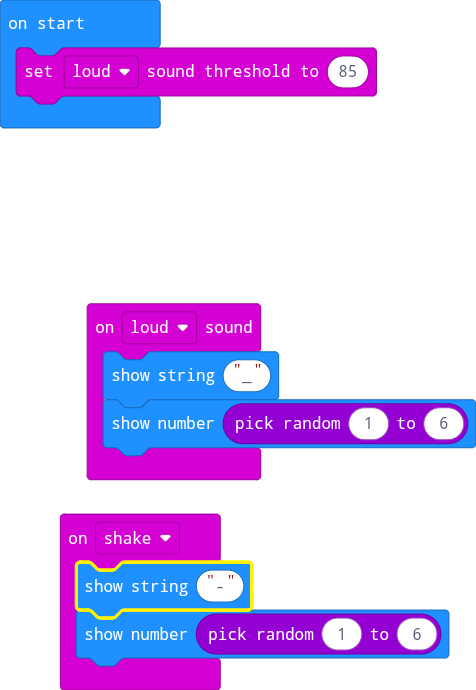 on start
set loud sound threshold to 85
on loud sound
show string "_"
show number pick random 1 to 6
on shake
show string "-"
show number pick random 1 to 6